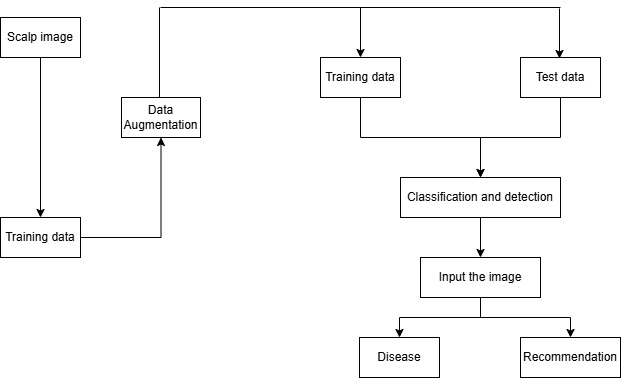 Scalp image
Training data
Data
Augmentation
Training data
Test data
Classification and detection
Input the image
Disease
Recommendation